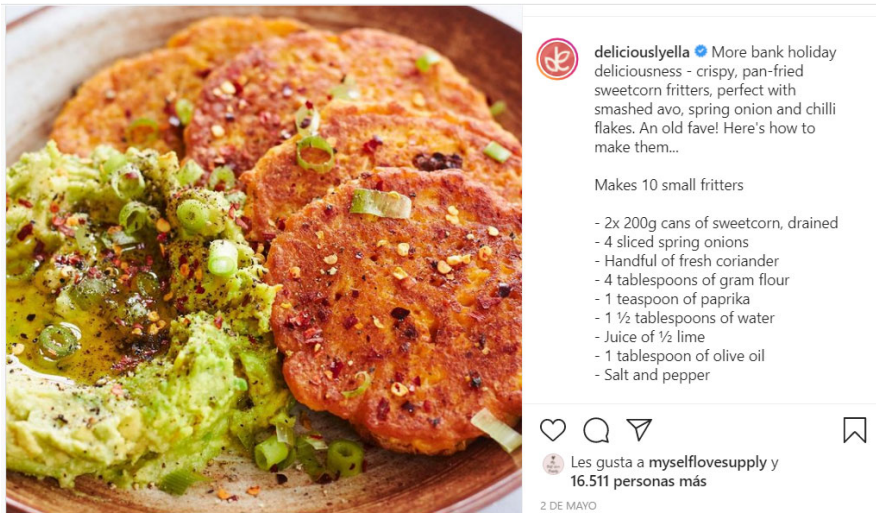 deliciouslyella More bank holiday
deliciousness - crispy, pan-fried
sweetcorn fritters, perfect with
smashed avo, spring onion and chilli
flakes. An old fave! Here's how to
make them...
Makes 10 small fritters
- 2x 200g cans of sweetcorn, drained
- 4 sliced spring onions
- Handful of fresh coriander
- 4 tablespoons of gram flour
- 1 teaspoon of paprika
- 1 ½ tablespoons of water
- Juice of ½ lime
- 1 tablespoon of olive oil
- Salt and pepper
Les gusta a myselflovesupply y
16.511 personas más
2 DE MAYO